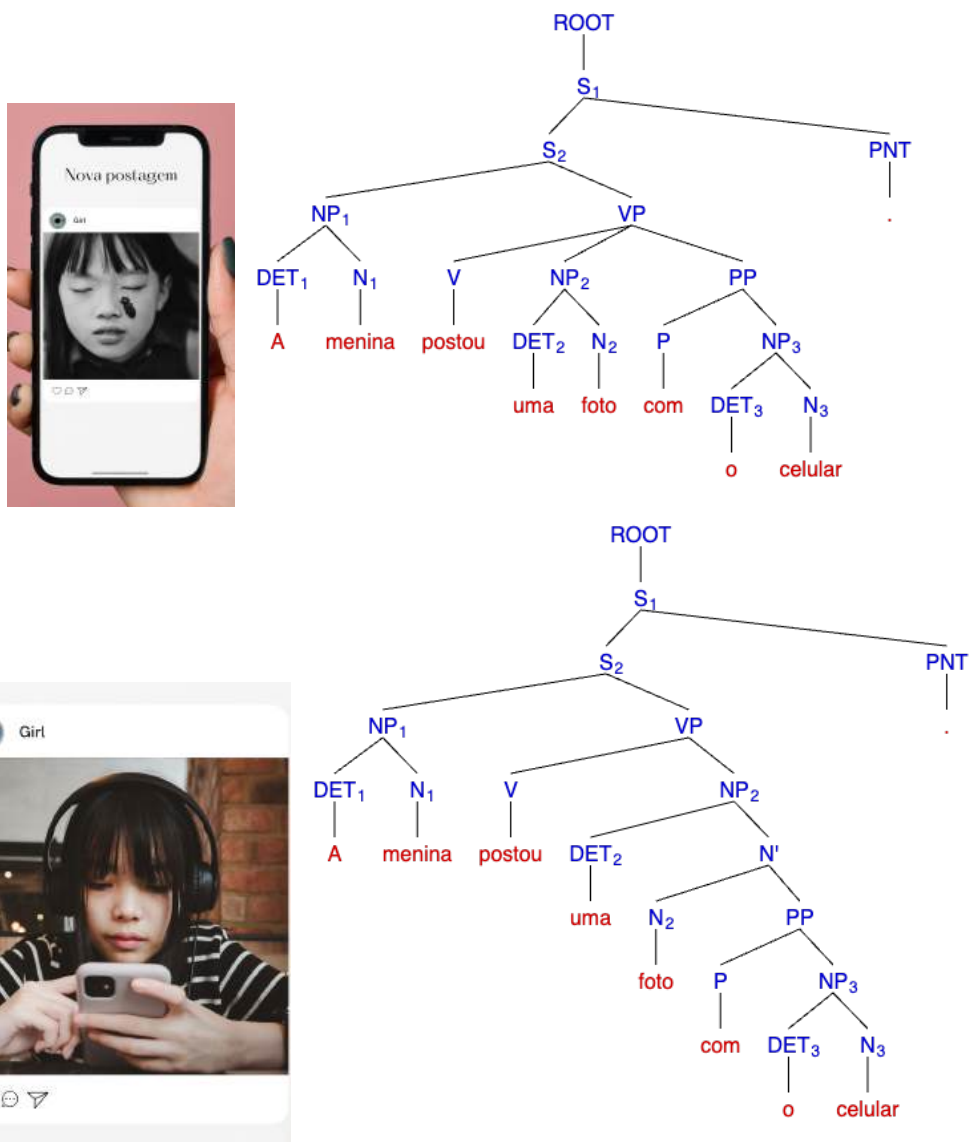 ROOT
S1
S2 PNT
Nova postagem
NP1 VP .
Girl
DET1 N1 V NP2 PP
A menina postou DET2 N2 P NP3
uma foto com DET3 N3
o celular
ROOT
S1
S2 PNT
NP1 VP .
Girl
DET1 N1 V NP2
A menina postou DET2 N'
uma N2 PP
foto P NP3
com DET3 N3
o celular